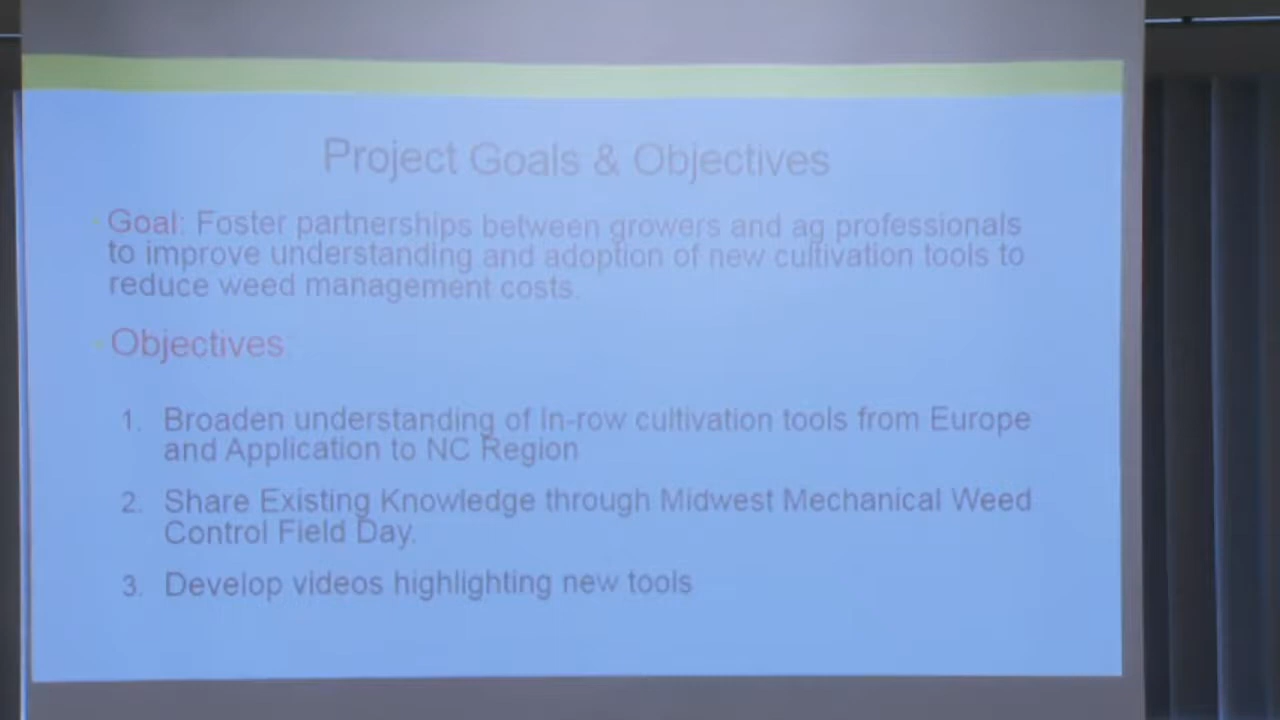 Project Goals & Objectives
Goal: Foster partnerships between growers and ag professionals
to improve understanding and adoption of new cultivation tools to
reduce weed management costs.
Objectives:
1. Broaden understanding of In-row cultivation tools from Europe
and Application to NC Region
2. Share Existing Knowledge through Midwest Mechanical Weed
Control Field Day.
3. Develop videos highlighting new tools